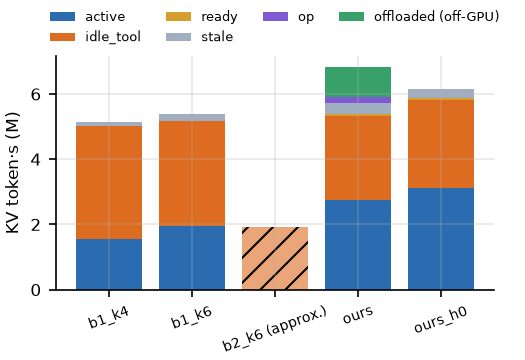 active ready op offloaded (off-GPU)
idle_tool stale
KV token·s (M)
6
4
2
0
b1_k4 b1_k6 b2_k6 (approx.) ours ours_h0